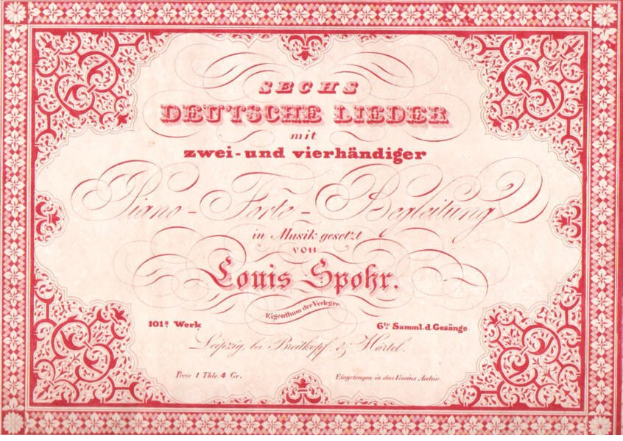 SECHS
DEUTSCHE LIEDER
mit
zwei- und vierhändiger
Piano-Forte-Begleitung
in Musik gesetzt
von
Louis Spohr.
Eigenthum der Verleger.
101s Werk
6te Samml. d. Gesänge
Leipzig, bei Breitkopf & Härtel.
Preis 1 Thlr. 4 Gr.
Eingetragen in das Vereins Archiv